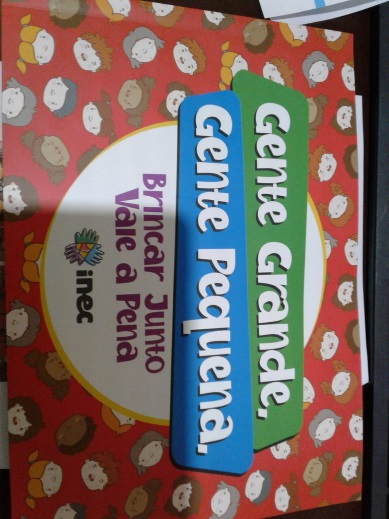 Gente Grande,
Gente Pequena.
Brincar Junto
Vale a Pena
inec